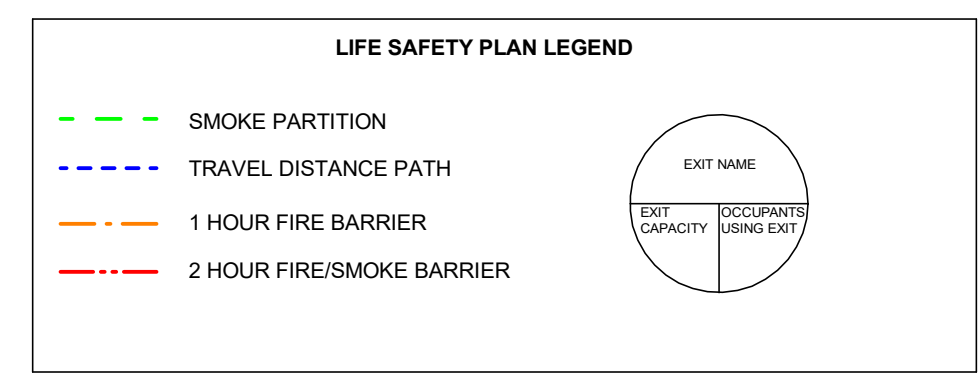 LIFE SAFETY PLAN LEGEND
SMOKE PARTITION
TRAVEL DISTANCE PATH
1 HOUR FIRE BARRIER
2 HOUR FIRE/SMOKE BARRIER
EXIT NAME
EXIT
CAPACITY
OCCUPANTS
USING EXIT